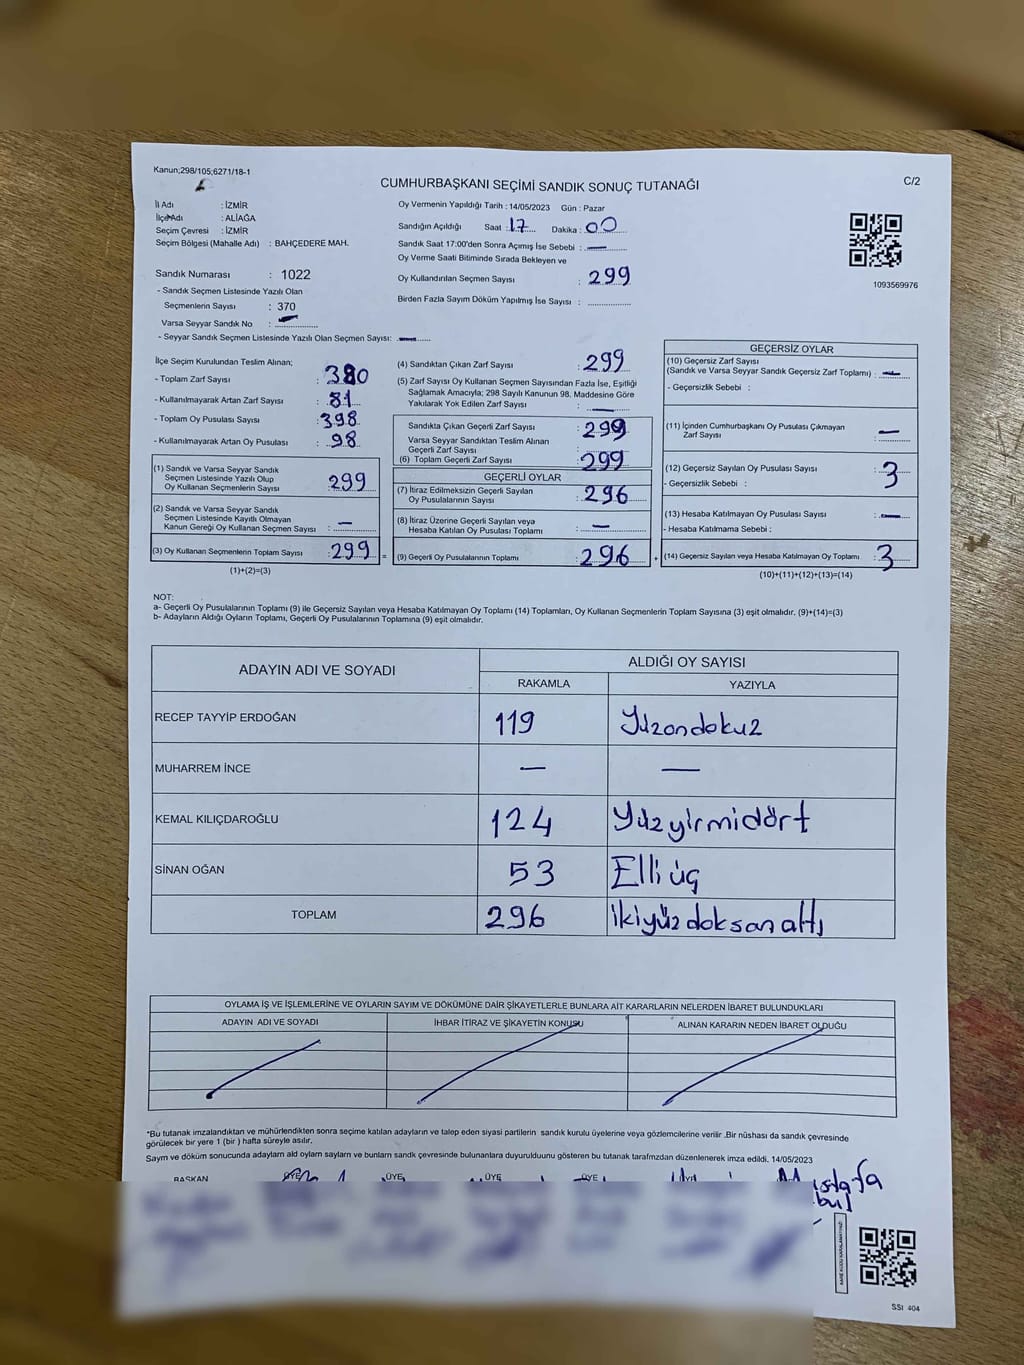 Kanun;298/105;6271/18-1
CUMHURBAŞKANI SEÇİMİ SANDIK SONUÇ TUTANAĞI
C/2
İl Adı : İZMİR
İlçe Adı : ALİAĞA
Seçim Çevresi : İZMİR
Seçim Bölgesi (Mahalle Adı) : BAHÇEDERE MAH.
Sandık Numarası : 1022
- Sandık Seçmen Listesinde Yazılı Olan
Seçmenlerin Sayısı : 370
Varsa Seyyar Sandık No : —
- Seyyar Sandık Seçmen Listesinde Yazılı Olan Seçmen Sayısı: —
Oy Vermenin Yapıldığı Tarih : 14/05/2023 Gün : Pazar
Sandığın Açıldığı Saat : 17 Dakika : 00
Sandık Saat 17:00'den Sonra Açımış İse Sebebi : —
Oy Verme Saati Bitiminde Sırada Bekleyen ve
Oy Kullandırılan Seçmen Sayısı : 299
Birden Fazla Sayım Döküm Yapılmış İse Sayısı :
1093569976
İlçe Seçim Kurulundan Teslim Alınan;
- Toplam Zarf Sayısı : 380
- Kullanılmayarak Artan Zarf Sayısı : 81
- Toplam Oy Pusulası Sayısı : 398
- Kullanılmayarak Artan Oy Pusulası : 98
(1) Sandık ve Varsa Seyyar Sandık
Seçmen Listesinde Yazılı Olup
Oy Kullanan Seçmenlerin Sayısı : 299
(2) Sandık ve Varsa Seyyar Sandık
Seçmen Listesinde Kayıtlı Olmayan
Kanun Gereği Oy Kullanan Seçmen Sayısı : —
(3) Oy Kullanan Seçmenlerin Toplam Sayısı : 299 =
(1)+(2)=(3)
(4) Sandıktan Çıkan Zarf Sayısı : 299
(5) Zarf Sayısı Oy Kullanan Seçmen Sayısından Fazla İse, Eşitliği
Sağlamak Amacıyla; 298 Sayılı Kanunun 98. Maddesine Göre
Yakılarak Yok Edilen Zarf Sayısı : —
Sandıkta Çıkan Geçerli Zarf Sayısı : 299
Varsa Seyyar Sandıktan Teslim Alınan
Geçerli Zarf Sayısı :
(6) Toplam Geçerli Zarf Sayısı : 299
GEÇERLİ OYLAR
(7) İtiraz Edilmeksizin Geçerli Sayılan
Oy Pusulalarının Sayısı : 296
(8) İtiraz Üzerine Geçerli Sayılan veya
Hesaba Katılan Oy Pusulası Toplamı : —
(9) Geçerli Oy Pusulalarının Toplamı : 296 +
GEÇERSİZ OYLAR
(10) Geçersiz Zarf Sayısı
(Sandık ve Varsa Seyyar Sandık Geçersiz Zarf Toplamı) : —
- Geçersizlik Sebebi :
(11) İçinden Cumhurbaşkanı Oy Pusulası Çıkmayan
Zarf Sayısı : —
(12) Geçersiz Sayılan Oy Pusulası Sayısı : 3
- Geçersizlik Sebebi :
(13) Hesaba Katılmayan Oy Pusulası Sayısı : —
- Hesaba Katılmama Sebebi :
(14) Geçersiz Sayılan veya Hesaba Katılmayan Oy Toplamı : 3
(10)+(11)+(12)+(13)=(14)
NOT:
a- Geçerli Oy Pusulalarının Toplamı (9) ile Geçersiz Sayılan veya Hesaba Katılmayan Oy Toplamı (14) Toplamları, Oy Kullanan Seçmenlerin Toplam Sayısına (3) eşit olmalıdır. (9)+(14)=(3)
b- Adayların Aldığı Oyların Toplamı, Geçerli Oy Pusulalarının Toplamına (9) eşit olmalıdır.
ADAYIN ADI VE SOYADI ALDIĞI OY SAYISI
RAKAMLA YAZIYLA
RECEP TAYYİP ERDOĞAN 119 Yüzondokuz
MUHARREM İNCE — —
KEMAL KILIÇDAROĞLU 124 Yüzyirmidört
SİNAN OĞAN 53 Elli üç
TOPLAM 296 ikiyüz doksan altı
OYLAMA İŞ VE İŞLEMLERİNE VE OYLARIN SAYIM VE DÖKÜMÜNE DAİR ŞİKAYETLERLE BUNLARA AİT KARARLARIN NELERDEN İBARET BULUNDUKLARI
ADAYIN ADI VE SOYADI İHBAR İTİRAZ VE ŞİKAYETİN KONUSU ALINAN KARARIN NEDEN İBARET OLDUĞU
*Bu tutanak imzalandıktan ve mühürlendikten sonra seçime katılan adayların ve talep eden siyasi partilerin sandık kurulu üyelerine veya gözlemcilerine verilir .Bir nüshası da sandık çevresinde
görülecek bir yere 1 (bir ) hafta süreyle asılır.
Sayım ve döküm sonucunda adayların ald oyların sayları ve bunların sandk çevresinde bulunanlara duyurulduunu gösteren bu tutanak tarafmzdan düzenlenerek imza edildi. 14/05/2023
BAŞKAN ÜYE ÜYE ÜYE ÜYE ÜYE
Mustafa
SSI 404